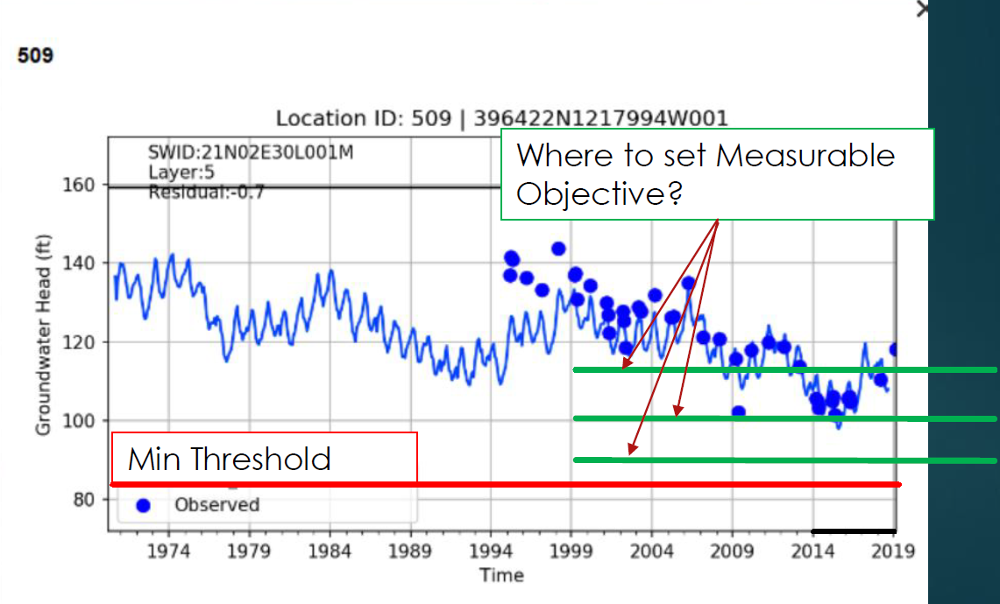 509
Location ID: 509 | 396422N1217994W001
SWID:21N02E30L001M
Layer:5
Residual:-0.7
Where to set Measurable
Objective?
Groundwater Head (ft)
160
140
120
100
80
Min Threshold
Observed
1974
1979
1984
1989
1994
1999
2004
2009
2014
2019
Time